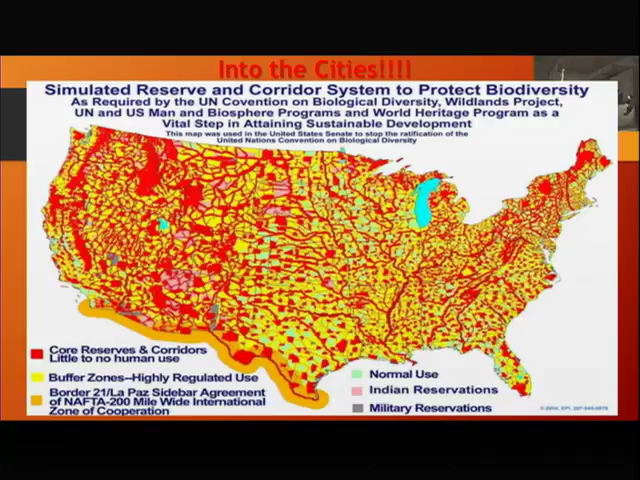 Into the Cities!!!!
Simulated Reserve and Corridor System to Protect Biodiversity
As Required by the UN Covention on Biological Diversity, Wildlands Project,
UN and US Man and Biosphere Programs and World Heritage Program as a
Vital Step in Attaining Sustainable Development
This map was used in the United States Senate to stop the ratification of the
United Nations Convention on Biological Diversity
Core Reserves & Corridors
Little to no human use
Buffer Zones--Highly Regulated Use
Border 21/La Paz Sidebar Agreement
of NAFTA-200 Mile Wide International
Zone of Cooperation
Normal Use
Indian Reservations
Military Reservations